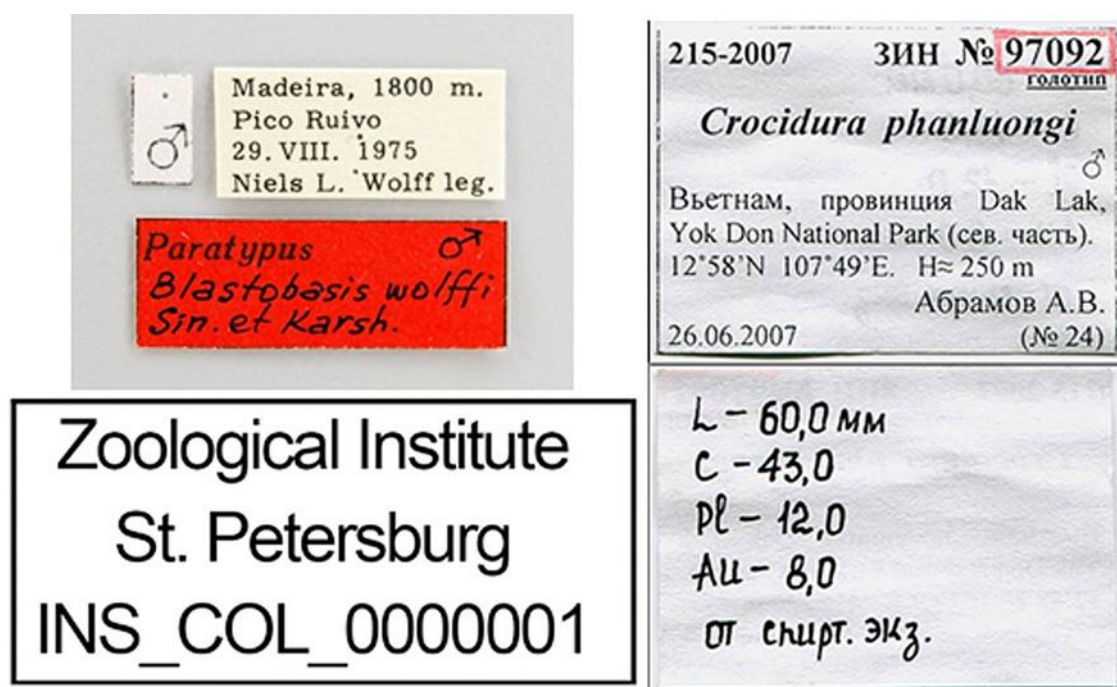 ♂
Madeira, 1800 m.
Pico Ruivo
29. VIII. 1975
Niels L. Wolff leg.
Paratypus ♂
Blastobasis wolffi
Sin. et Karsh.
Zoological Institute
St. Petersburg
INS_COL_0000001
215-2007 ЗИН № 97092
голотип
Crocidura phanluongi
♂
Вьетнам, провинция Dak Lak,
Yok Don National Park (сев. часть).
12°58'N 107°49'E. H≈ 250 m
Абрамов А.В.
26.06.2007 (№ 24)
L - 60,0 мм
C - 43,0
Pl - 12,0
Au - 8,0
от спирт. экз.